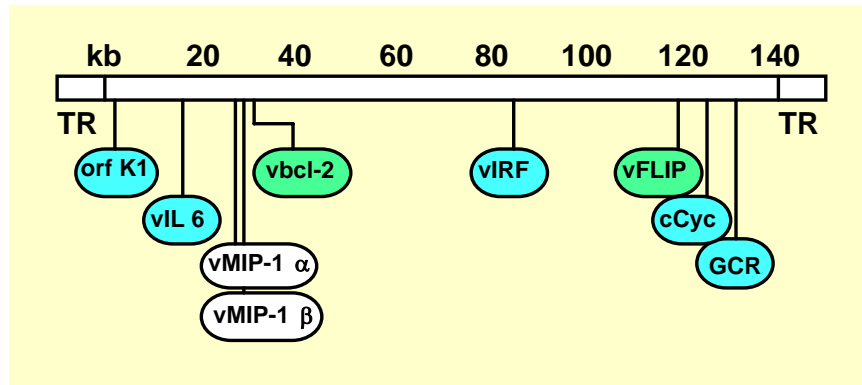 kb 20 40 60 80 100 120 140
TR TR
orf K1 vbcl-2 vIRF vFLIP
vIL 6 cCyc
vMIP-1 α GCR
vMIP-1 β